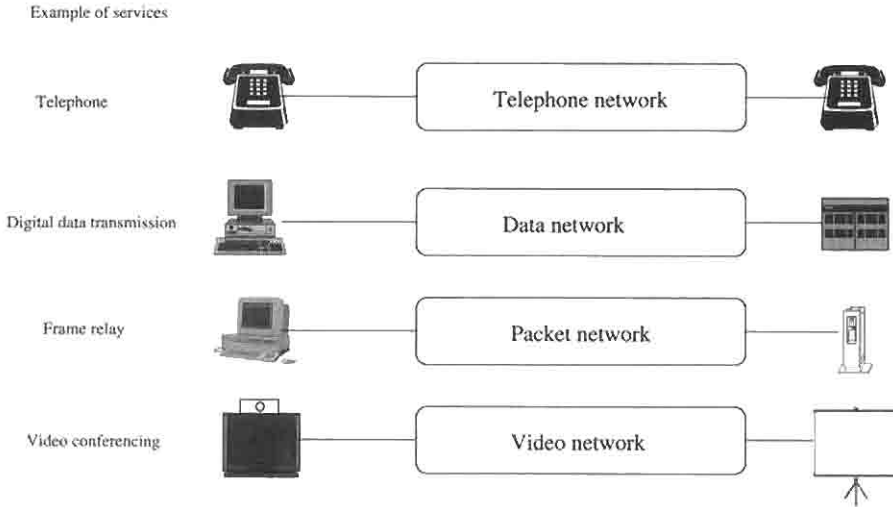 Example of services
Telephone
Telephone network
Digital data transmission
Data network
Frame relay
Packet network
Video conferencing
Video network